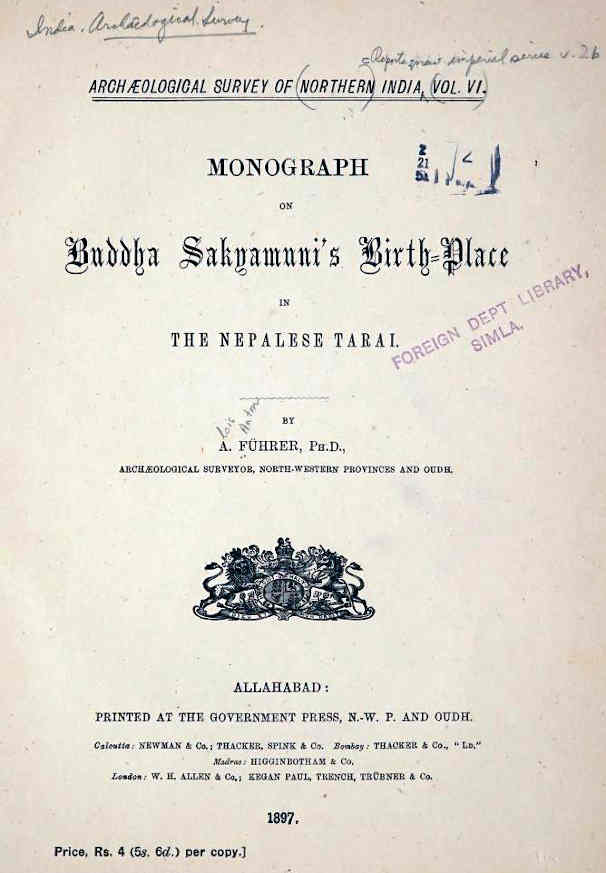 India. Archaeological Survey.
Reports, new imperial series v. 26
ARCHÆOLOGICAL SURVEY OF (NORTHERN) INDIA, (VOL. VI.)
MONOGRAPH
ON
Buddha Sakyamuni's Birth-Place
IN
THE NEPALESE TARAI.
FOREIGN DEPT LIBRARY,
SIMLA.
BY
Anton
A. FÜHRER, PH.D.,
ARCHÆOLOGICAL SURVEYOR, NORTH-WESTERN PROVINCES AND OUDH.
ALLAHABAD:
PRINTED AT THE GOVERNMENT PRESS, N.-W. P. AND OUDH.
Calcutta: NEWMAN & Co.; THACKER, SPINK & Co. Bombay: THACKER & Co., "LD."
Madras: HIGGINBOTHAM & Co.
London: W. H. ALLEN & Co.; KEGAN PAUL, TRENCH, TRÜBNER & Co.
1897.
Price, Rs. 4 (5s. 6d.) per copy.]